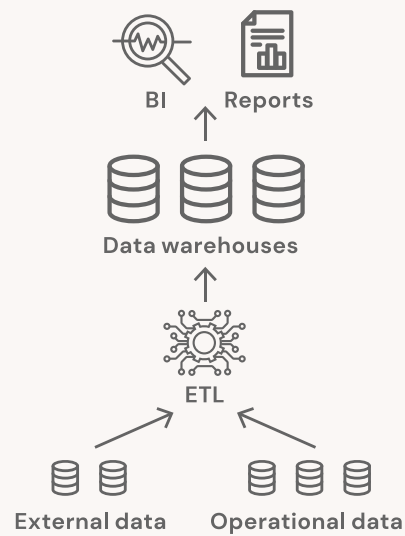 BI
Reports
Data warehouses
ETL
External data
Operational data